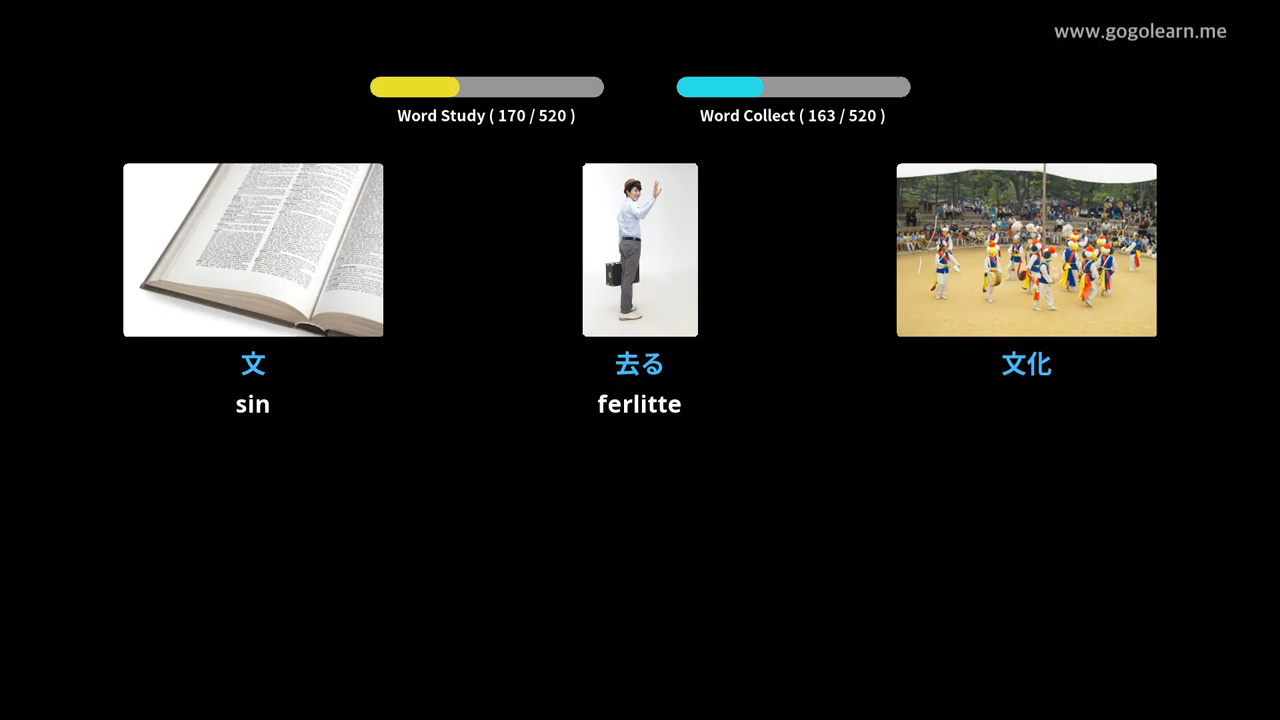 www.gogolearn.me
Word Study ( 170 / 520 )
Word Collect ( 163 / 520 )
文
去る
文化
sin
ferlitte